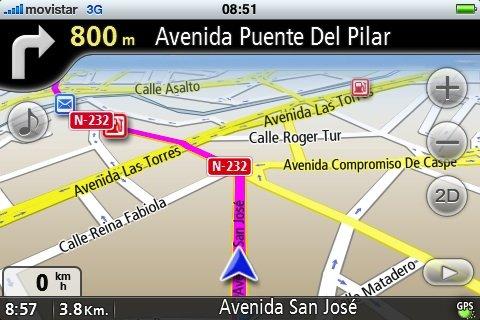 movistar 3G 08:51
800 m Avenida Puente Del Pilar
Calle Asalto
Avenida Las Torres
N-232
Calle Roger Tur
Avenida Las Torres
N-232
Avenida Compromiso De Caspe
2D
Calle Reina Fabiola
Avenida San José
Calle Matadero
0 km h
GPS
8:57 3.8 Km. Avenida San José